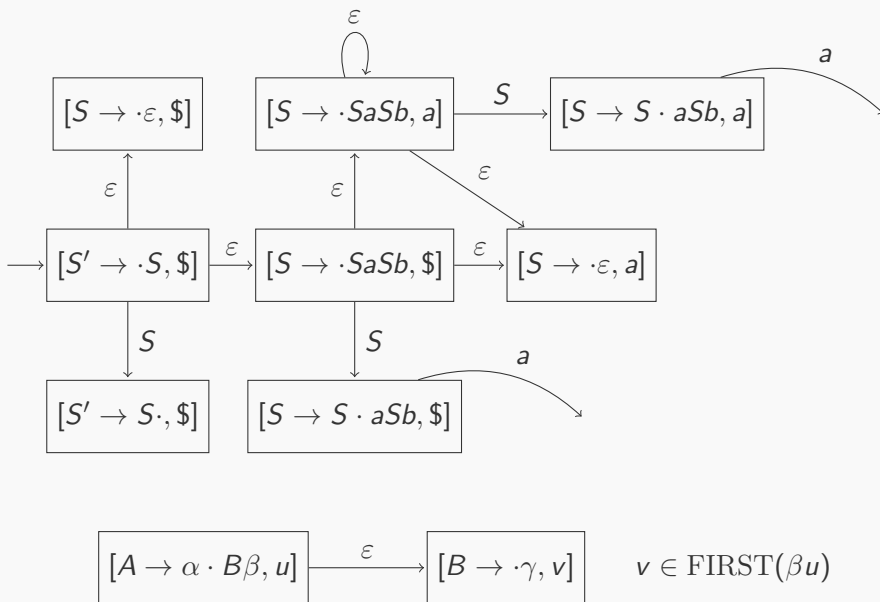 ε
a
[S → ·ε, $]
[S → ·SaSb, a]
S
[S → S · aSb, a]
ε
ε
ε
[S′ → ·S, $]
ε
[S → ·SaSb, $]
ε
[S → ·ε, a]
S
S
a
[S′ → S·, $]
[S → S · aSb, $]
[A → α · Bβ, u]
ε
[B → ·γ, v]
v ∈ FIRST(βu)